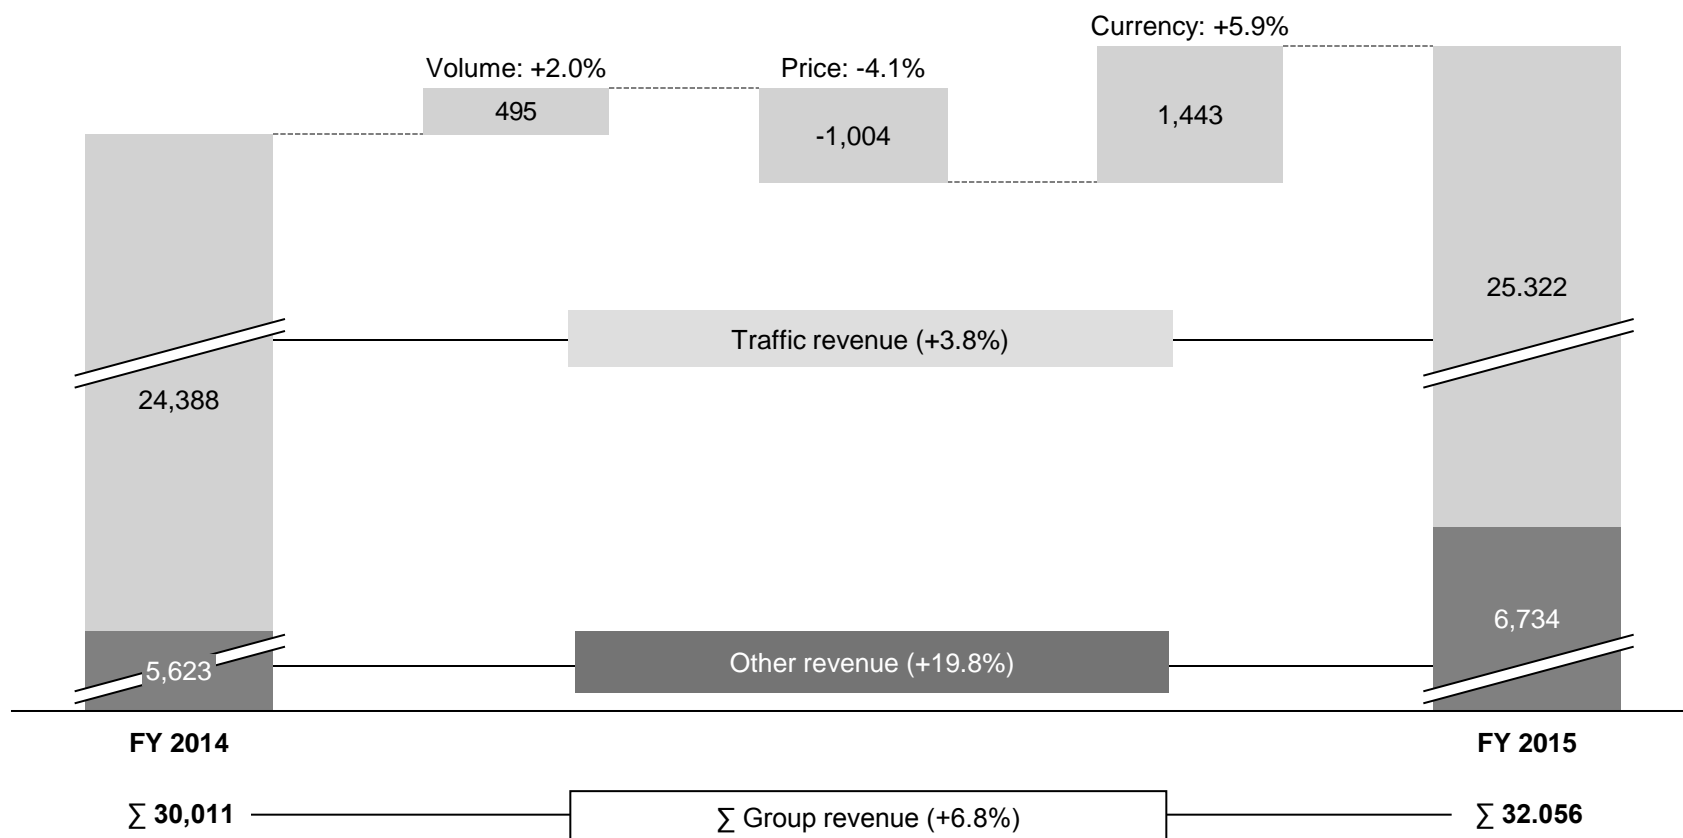 Currency: +5.9%
Volume: +2.0%
Price: -4.1%
495
-1,004
1,443
25.322
Traffic revenue (+3.8%)
24,388
6,734
Other revenue (+19.8%)
5,623
FY 2014
FY 2015
∑ 30,011
∑ Group revenue (+6.8%)
∑ 32.056